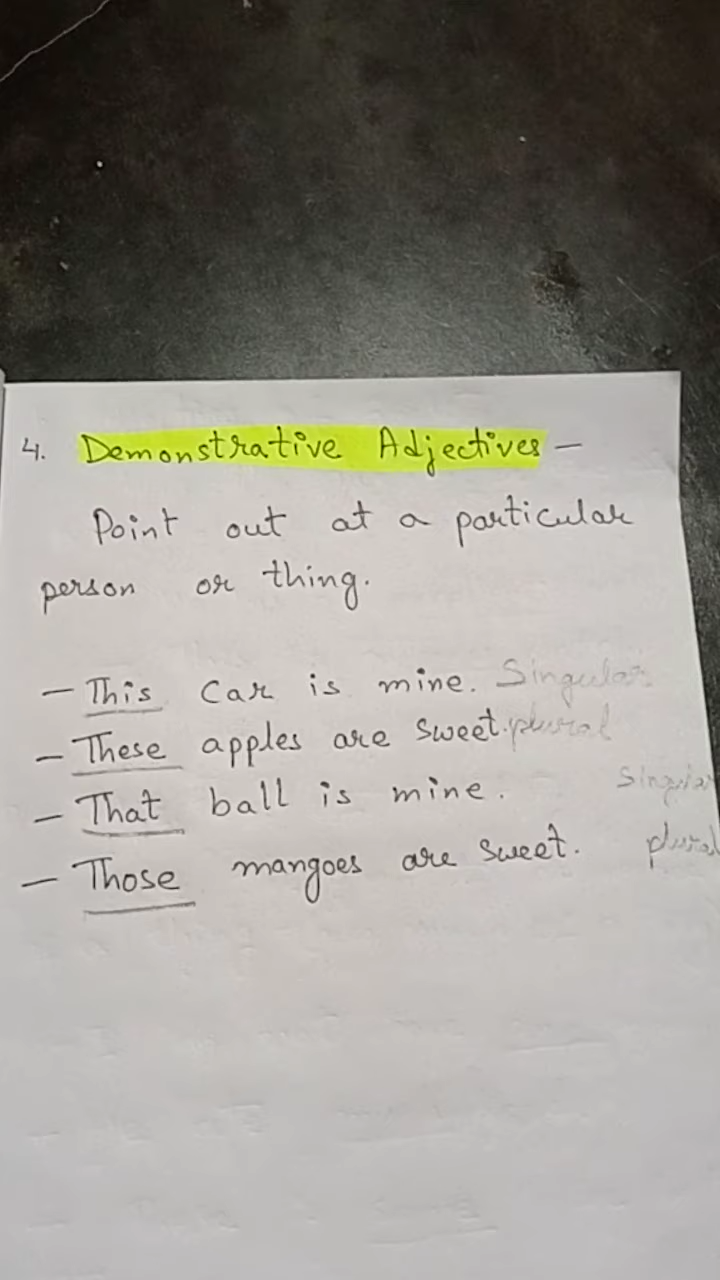 4. Demonstrative Adjectives —
Point out at a particular
person or thing.
— This car is mine. Singular
— These apples are sweet. plural
— That ball is mine. Singular
— Those mangoes are sweet. plural